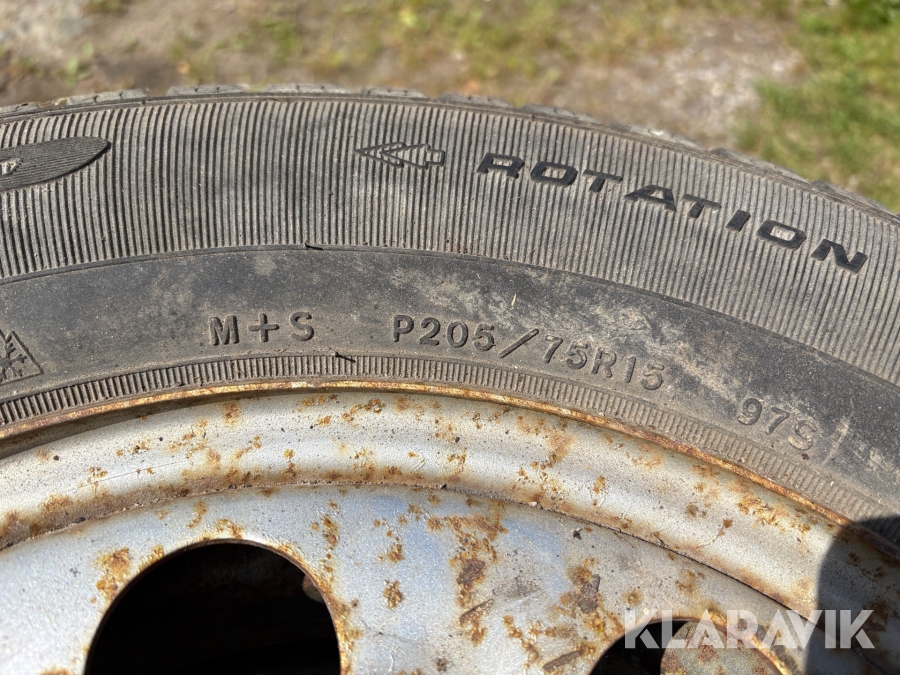 ROTATION
M+S P205/75R15 97S
KLARAVIK